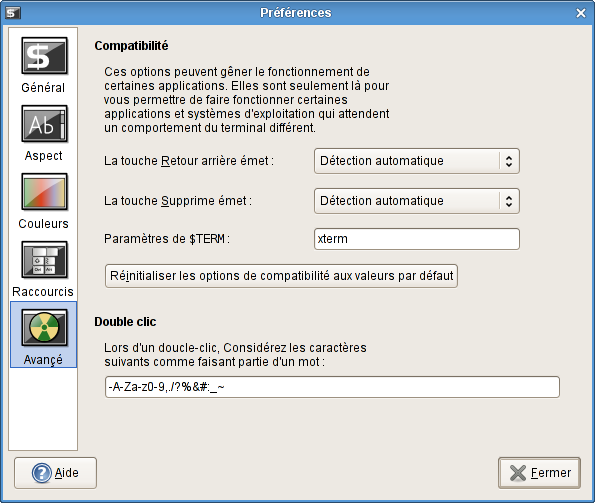 Préférences
Compatibilité
Ces options peuvent gêner le fonctionnement de
certaines applications. Elles sont seulement là pour
vous permettre de faire fonctionner certaines
applications et systèmes d'exploitation qui attendent
un comportement du terminal différent.
La touche Retour arrière émet :
Détection automatique
La touche Supprime émet :
Détection automatique
Paramètres de $TERM :
xterm
Réinitialiser les options de compatibilité aux valeurs par défaut
Double clic
Lors d'un doucle-clic, Considérez les caractères
suivants comme faisant partie d'un mot :
-A-Za-z0-9,./?%&#:_~
$
Général
Ab
Aspect
Couleurs
Raccourcis
Avançé
Aide
Fermer